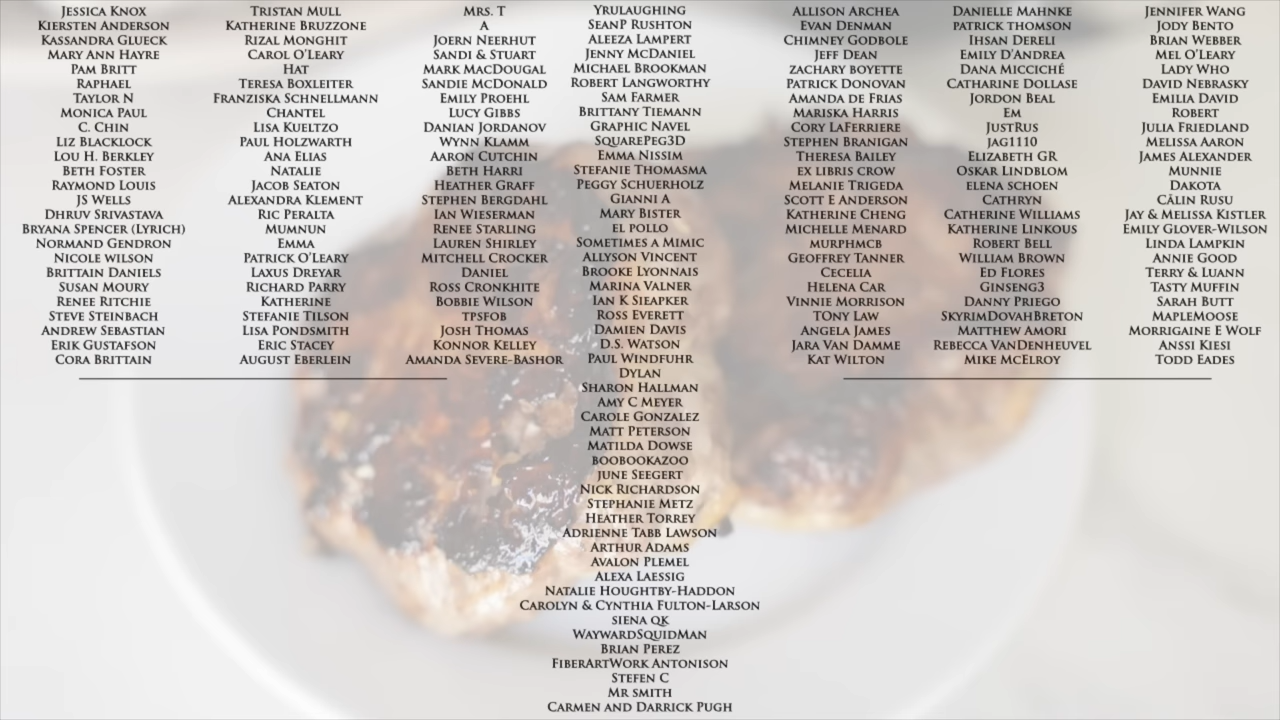 JESSICA KNOX
KIERSTEN ANDERSON
KASSANDRA GLUECK
MARY ANN HAYRE
PAM BRITT
RAPHAEL
TAYLOR N
MONICA PAUL
C. CHIN
LIZ BLACKLOCK
LOU H. BERKLEY
BETH FOSTER
RAYMOND LOUIS
JS WELLS
DHRUV SRIVASTAVA
BRYANA SPENCER (LYRICH)
NORMAND GENDRON
NICOLE WILSON
BRITTAIN DANIELS
SUSAN MOURY
RENEE RITCHIE
STEVE STEINBACH
ANDREW SEBASTIAN
ERIK GUSTAFSON
CORA BRITTAIN
TRISTAN MULL
KATHERINE BRUZZONE
RIZAL MONGHIT
CAROL O'LEARY
HAT
TERESA BOXLEITER
FRANZISKA SCHNELLMANN
CHANTEL
LISA KUELTZO
PAUL HOLZWARTH
ANA ELIAS
NATALIE
JACOB SEATON
ALEXANDRA KLEMENT
RIC PERALTA
MUMNUN
EMMA
PATRICK O'LEARY
LAXUS DREYAR
RICHARD PARRY
KATHERINE
STEFANIE TILSON
LISA PONDSMITH
ERIC STACEY
AUGUST EBERLEIN
MRS. T
A
JOERN NEERHUT
SANDI & STUART
MARK MACDOUGAL
SANDIE MCDONALD
EMILY PROEHL
LUCY GIBBS
DANIAN JORDANOV
WYNN KLAMM
AARON CUTCHIN
BETH HARRI
HEATHER GRAFF
STEPHEN BERGDAHL
IAN WIESERMAN
RENEE STARLING
LAUREN SHIRLEY
MITCHELL CROCKER
DANIEL
ROSS CRONKHITE
BOBBIE WILSON
TPSFOB
JOSH THOMAS
KONNOR KELLEY
AMANDA SEVERE-BASHOR
YRULAUGHING
SEANP RUSHTON
ALEEZA LAMPERT
JENNY MCDANIEL
MICHAEL BROOKMAN
ROBERT LANGWORTHY
SAM FARMER
BRITTANY TIEMANN
GRAPHIC NAVEL
SQUAREPEG3D
EMMA NISSIM
STEFANIE THOMASMA
PEGGY SCHUERHOLZ
GIANNI A
MARY BISTER
EL POLLO
SOMETIMES A MIMIC
ALLYSON VINCENT
BROOKE LYONNAIS
MARINA VALNER
IAN K SIEAPKER
ROSS EVERETT
DAMIEN DAVIS
D.S. WATSON
PAUL WINDFUHR
DYLAN
SHARON HALLMAN
AMY C MEYER
CAROLE GONZALEZ
MATT PETERSON
MATILDA DOWSE
BOOBOOKAZOO
JUNE SEEGERT
NICK RICHARDSON
STEPHANIE METZ
HEATHER TORREY
ADRIENNE TABB LAWSON
ARTHUR ADAMS
AVALON PLEMEL
ALEXA LAESSIG
NATALIE HOUGHTBY-HADDON
CAROLYN & CYNTHIA FULTON-LARSON
SIENA QK
WAYWARDSQUIDMAN
BRIAN PEREZ
FIBERARTWORK ANTONISON
STEFEN C
MR SMITH
CARMEN AND DARRICK PUGH
ALLISON ARCHEA
EVAN DENMAN
CHIMNEY GODBOLE
JEFF DEAN
ZACHARY BOYETTE
PATRICK DONOVAN
AMANDA DE FRIAS
MARISKA HARRIS
CORY LAFERRIERE
STEPHEN BRANIGAN
THERESA BAILEY
EX LIBRIS CROW
MELANIE TRIGEDA
SCOTT E ANDERSON
KATHERINE CHENG
MICHELLE MENARD
MURPHMCB
GEOFFREY TANNER
CECELIA
HELENA CAR
VINNIE MORRISON
TONY LAW
ANGELA JAMES
JARA VAN DAMME
KAT WILTON
DANIELLE MAHNKE
PATRICK THOMSON
IHSAN DERELI
EMILY D'ANDREA
DANA MICCICHÉ
CATHARINE DOLLASE
JORDON BEAL
EM
JUSTRUS
JAG1110
ELIZABETH GR
OSKAR LINDBLOM
ELENA SCHOEN
CATHRYN
CATHERINE WILLIAMS
KATHERINE LINKOUS
ROBERT BELL
WILLIAM BROWN
ED FLORES
GINSENG3
DANNY PRIEGO
SKYRIMDOVAHBRETON
MATTHEW AMORI
REBECCA VANDENHEUVEL
MIKE MCELROY
JENNIFER WANG
JODY BENTO
BRIAN WEBBER
MEL O'LEARY
LADY WHO
DAVID NEBRASKY
EMILIA DAVID
ROBERT
JULIA FRIEDLAND
MELISSA AARON
JAMES ALEXANDER
MUNNIE
DAKOTA
CĂLIN RUSU
JAY & MELISSA KISTLER
EMILY GLOVER-WILSON
LINDA LAMPKIN
ANNIE GOOD
TERRY & LUANN
TASTY MUFFIN
SARAH BUTT
MAPLEMOOSE
MORRIGAINE E WOLF
ANSSI KIESI
TODD EADES